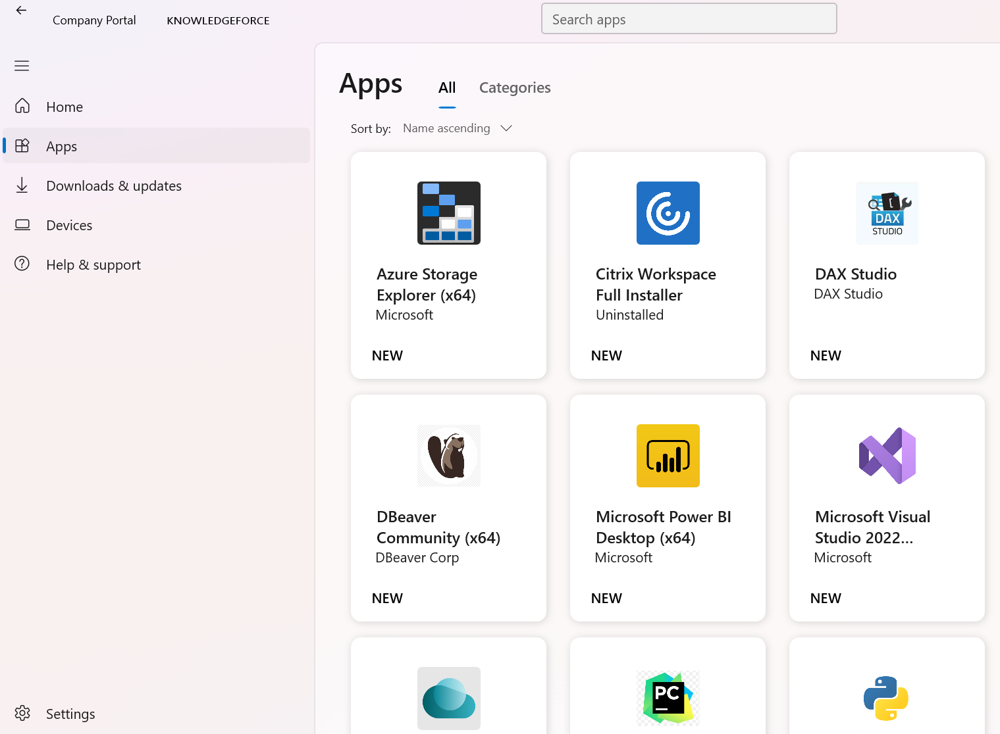 Company Portal
KNOWLEDGEFORCE
Search apps
Home
Apps
Downloads & updates
Devices
Help & support
Settings
Apps
All
Categories
Sort by: Name ascending
DAX
STUDIO
Azure Storage
Explorer (x64)
Microsoft
NEW
Citrix Workspace
Full Installer
Uninstalled
NEW
DAX Studio
DAX Studio
NEW
DBeaver
Community (x64)
DBeaver Corp
NEW
Microsoft Power BI
Desktop (x64)
Microsoft
NEW
Microsoft Visual
Studio 2022...
Microsoft
NEW
PC